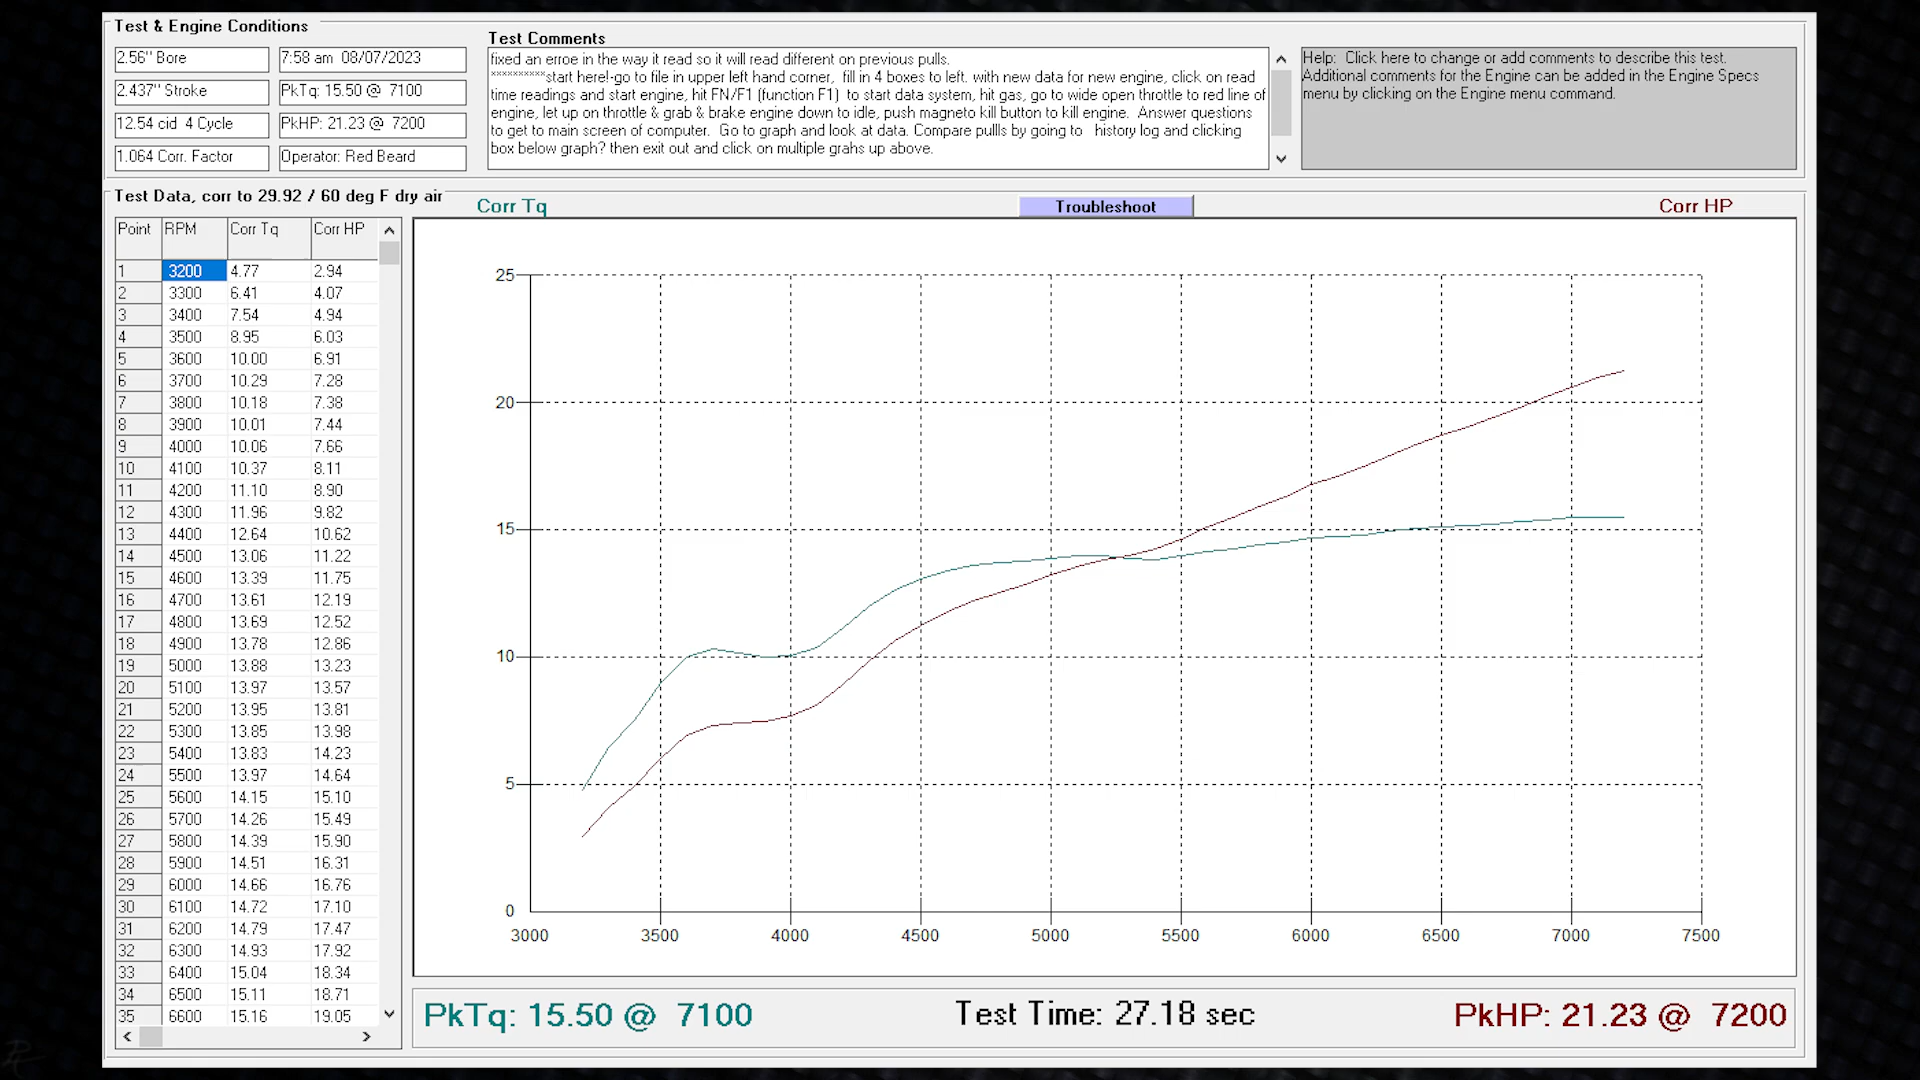 Test & Engine Conditions
2.56" Bore
7:58 am  08/07/2023
2.437" Stroke
PkTq: 15.50 @  7100
12.54 cid  4 Cycle
PkHP: 21.23 @  7200
1.064 Corr. Factor
Operator: Red Beard
Test Comments
fixed an erroe in the way it read so it will read different on previous pulls.
**********start here!-go to file in upper left hand corner,  fill in 4 boxes to left. with new data for new engine, click on read
time readings and start engine, hit FN/F1 (function F1)  to start data system, hit gas, go to wide open throttle to red line of
engine, let up on throttle & grab & brake engine down to idle, push magneto kill button to kill engine.  Answer questions
to get to main screen of computer.  Go to graph and look at data. Compare pullls by going to   history log and clicking
box below graph? then exit out and click on multiple grahs up above.
Help:  Click here to change or add comments to describe this test.
Additional comments for the Engine can be added in the Engine Specs
menu by clicking on the Engine menu command.
Test Data, corr to 29.92 / 60 deg F dry air
Point RPM Corr Tq Corr HP
1 3200 4.77 2.94
2 3300 6.41 4.07
3 3400 7.54 4.94
4 3500 8.95 6.03
5 3600 10.00 6.91
6 3700 10.29 7.28
7 3800 10.18 7.38
8 3900 10.01 7.44
9 4000 10.06 7.66
10 4100 10.37 8.11
11 4200 11.10 8.90
12 4300 11.96 9.82
13 4400 12.64 10.62
14 4500 13.06 11.22
15 4600 13.39 11.75
16 4700 13.61 12.19
17 4800 13.69 12.52
18 4900 13.78 12.86
19 5000 13.88 13.23
20 5100 13.97 13.57
21 5200 13.95 13.81
22 5300 13.85 13.98
23 5400 13.83 14.23
24 5500 13.97 14.64
25 5600 14.15 15.10
26 5700 14.26 15.49
27 5800 14.39 15.90
28 5900 14.51 16.31
29 6000 14.66 16.76
30 6100 14.72 17.10
31 6200 14.79 17.47
32 6300 14.93 17.92
33 6400 15.04 18.34
34 6500 15.11 18.71
35 6600 15.16 19.05
Corr Tq
Troubleshoot
Corr HP
25
20
15
10
5
0
3000 3500 4000 4500 5000 5500 6000 6500 7000 7500
PkTq: 15.50 @  7100
Test Time: 27.18 sec
PkHP: 21.23 @  7200